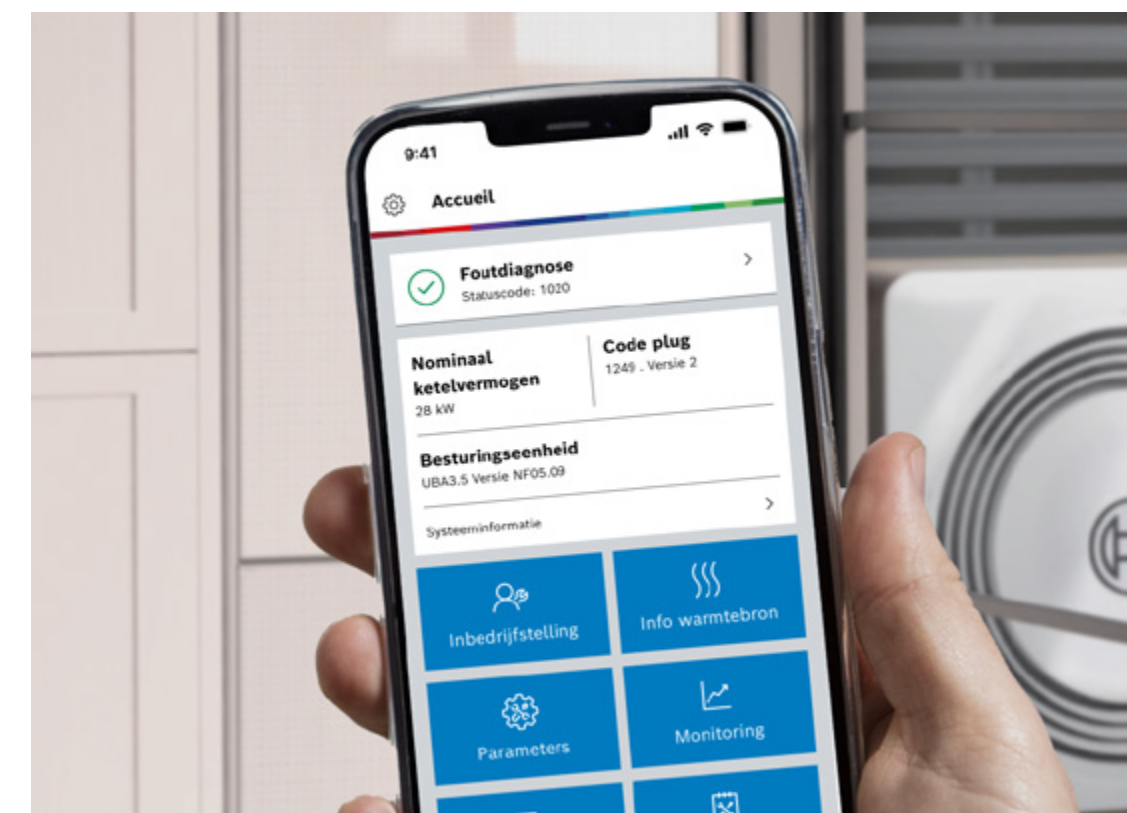 9:41
Accueil
Foutdiagnose
Statuscode: 1020
Nominaal
ketelvermogen
28 kW
Code plug
1249 . Versie 2
Besturingseenheid
UBA3.5 Versie NF05.09
Systeeminformatie
Inbedrijfstelling
Info warmtebron
Parameters
Monitoring